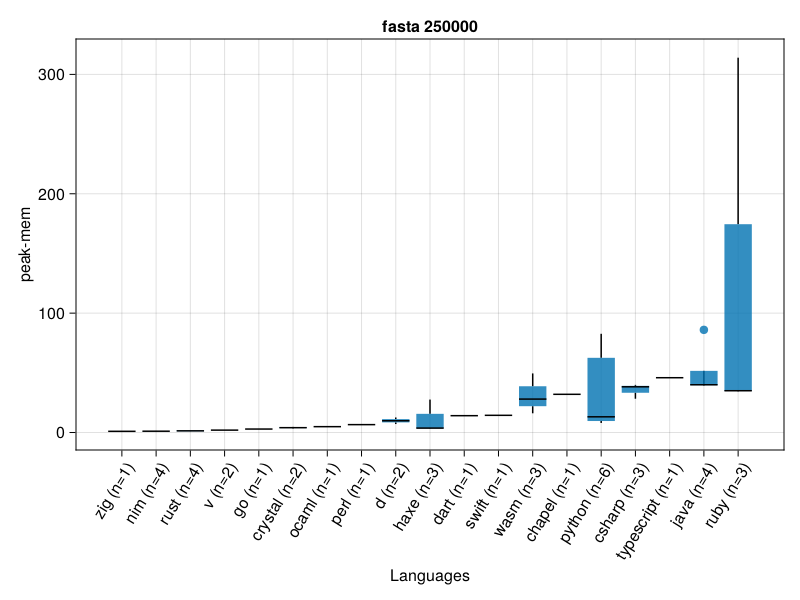 fasta 250000
300
200
100
0
peak-mem
zig (n=1)
nim (n=4)
rust (n=4)
v (n=2)
go (n=1)
crystal (n=2)
ocaml (n=1)
perl (n=1)
d (n=2)
haxe (n=3)
dart (n=1)
swift (n=1)
wasm (n=3)
chapel (n=1)
python (n=6)
csharp (n=3)
typescript (n=1)
java (n=4)
ruby (n=3)
Languages